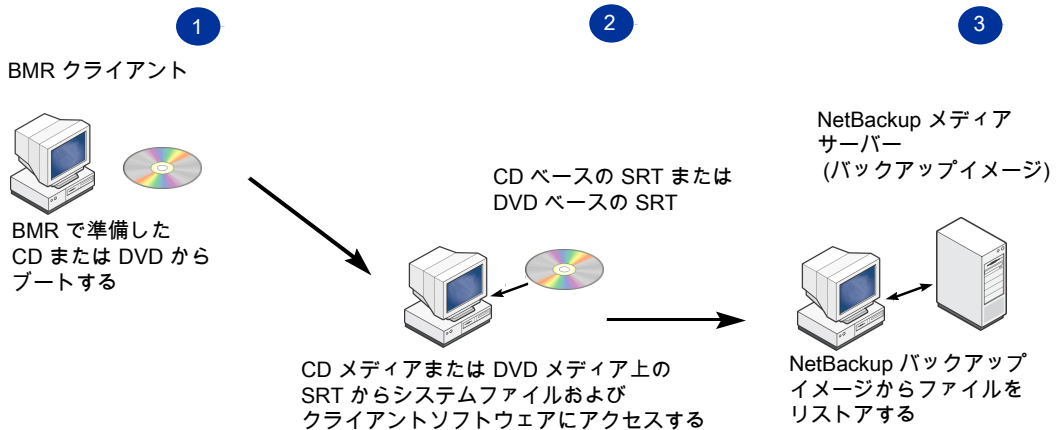 1
BMR クライアント
BMR で準備した
CD または DVD から
ブートする
2
CD ベースの SRT または
DVD ベースの SRT
CD メディアまたは DVD メディア上の
SRT からシステムファイルおよび
クライアントソフトウェアにアクセスする
3
NetBackup メディア
サーバー
(バックアップイメージ)
NetBackup バックアップ
イメージからファイルを
リストアする